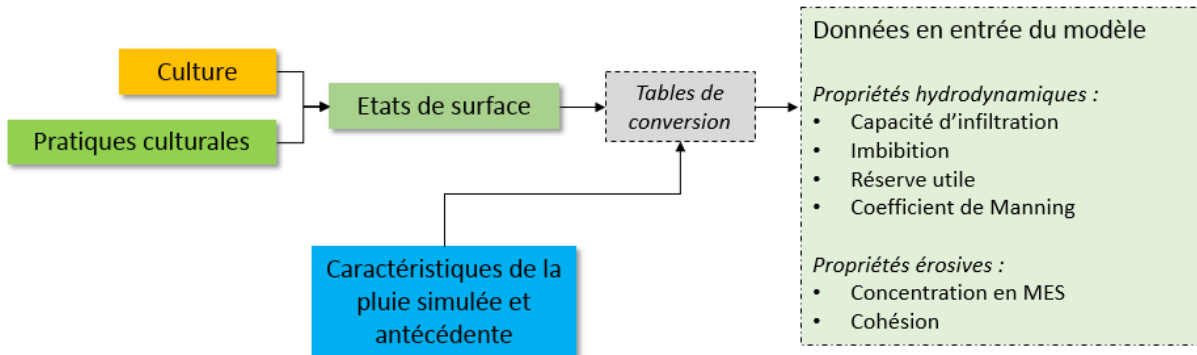 Culture
Pratiques culturales
Etats de surface
Tables de
conversion
Caractéristiques de la
pluie simulée et
antécédente
Données en entrée du modèle
Propriétés hydrodynamiques :
• Capacité d’infiltration
• Imbibition
• Réserve utile
• Coefficient de Manning
Propriétés érosives :
• Concentration en MES
• Cohésion